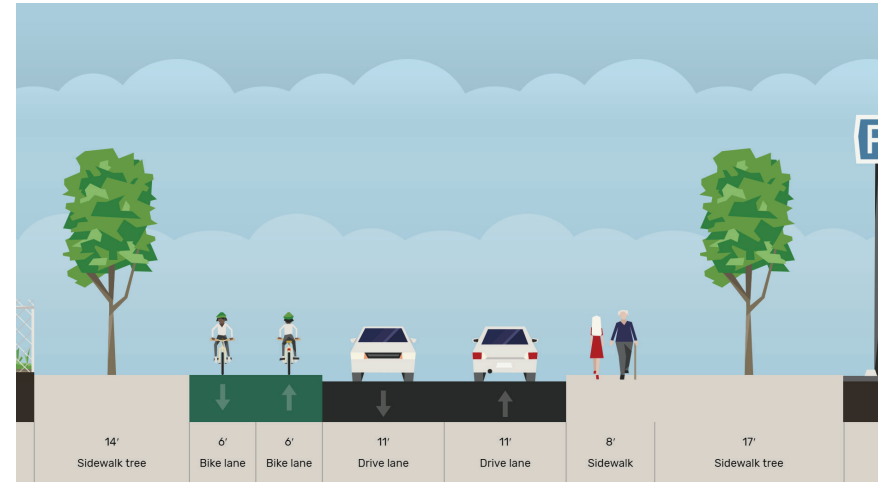 P
14′
6′
6′
11′
11′
8′
17′
Sidewalk tree
Bike lane
Bike lane
Drive lane
Drive lane
Sidewalk
Sidewalk tree